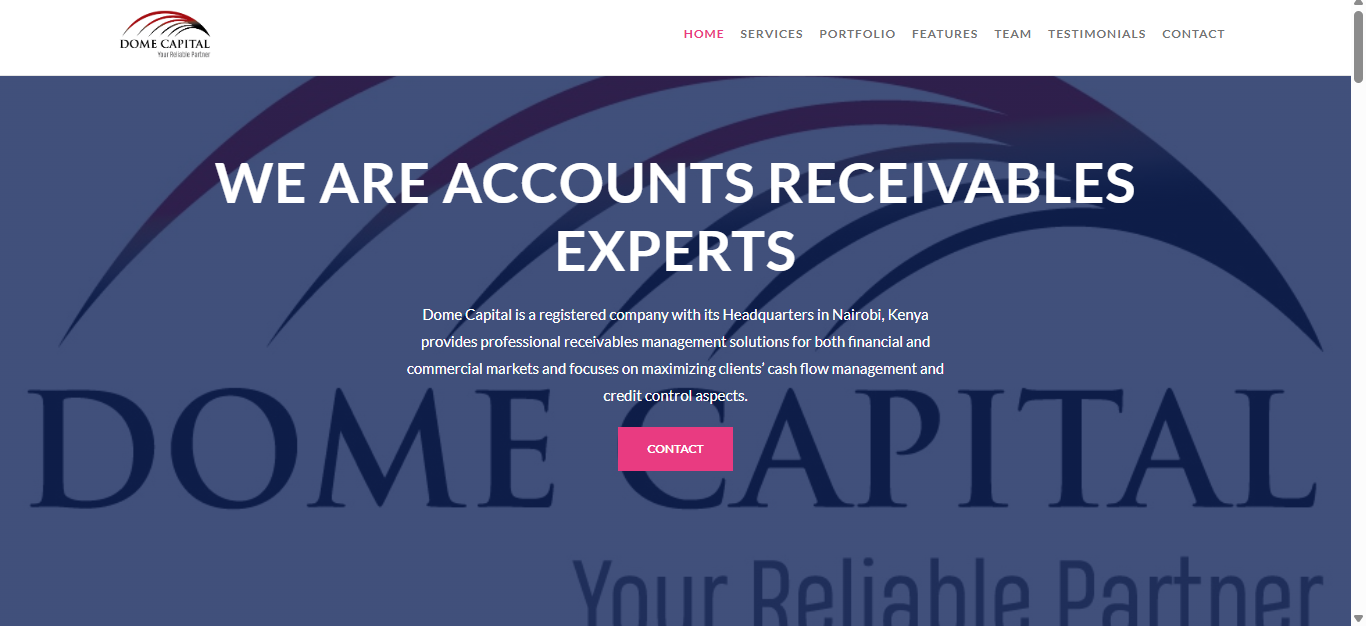 DOME CAPITAL
Your Reliable Partner
HOME SERVICES PORTFOLIO FEATURES TEAM TESTIMONIALS CONTACT
WE ARE ACCOUNTS RECEIVABLES
EXPERTS
Dome Capital is a registered company with its Headquarters in Nairobi, Kenya
provides professional receivables management solutions for both financial and
commercial markets and focuses on maximizing clients’ cash flow management and
credit control aspects.
CONTACT
DOME CAPITAL
Your Reliable Partner